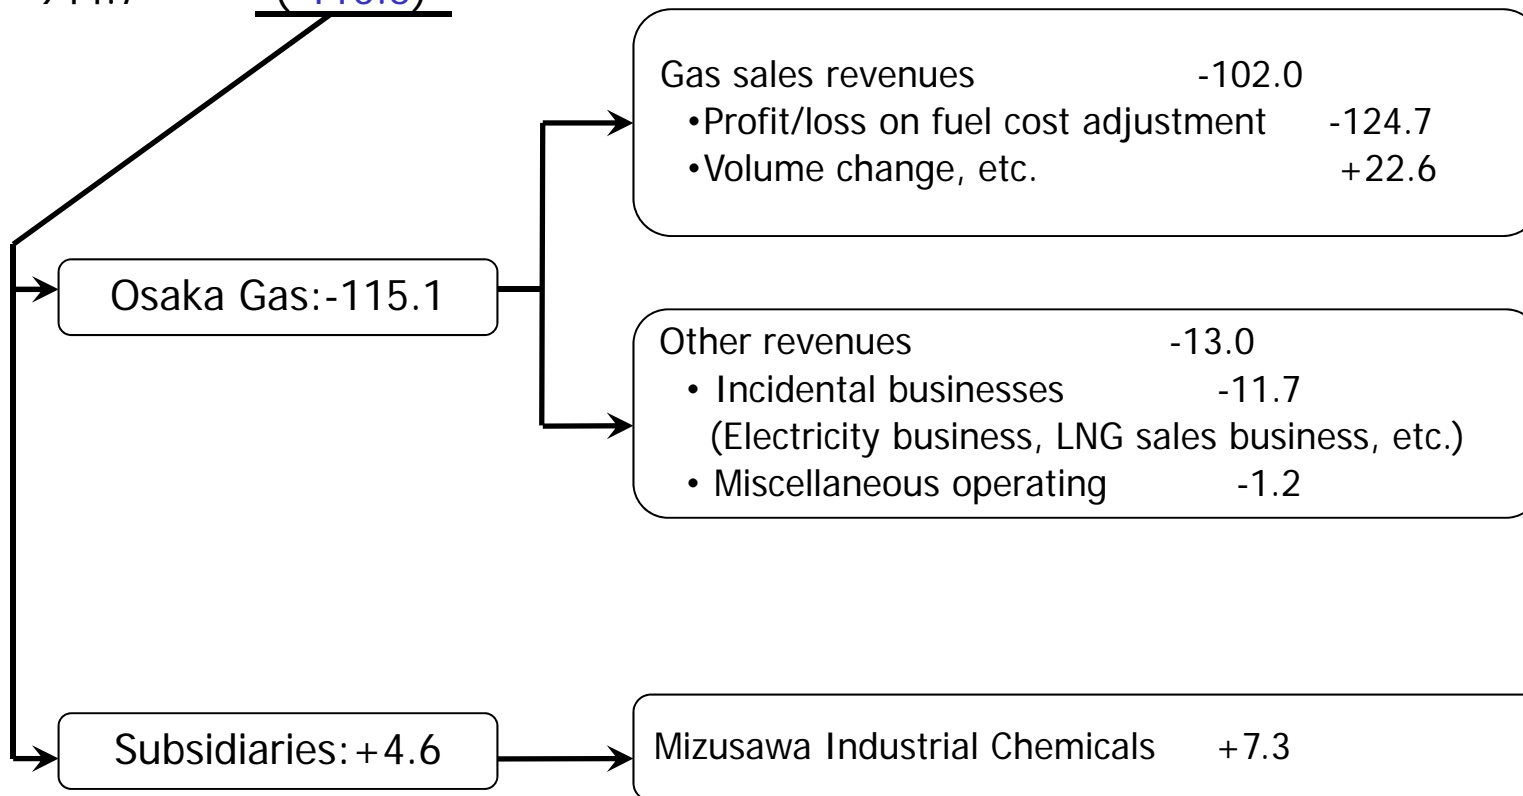 Gas sales revenues -102.0
•Profit/loss on fuel cost adjustment -124.7
•Volume change, etc. +22.6
Osaka Gas:-115.1
Other revenues -13.0
• Incidental businesses -11.7
(Electricity business, LNG sales business, etc.)
• Miscellaneous operating -1.2
Subsidiaries:+4.6
Mizusawa Industrial Chemicals +7.3